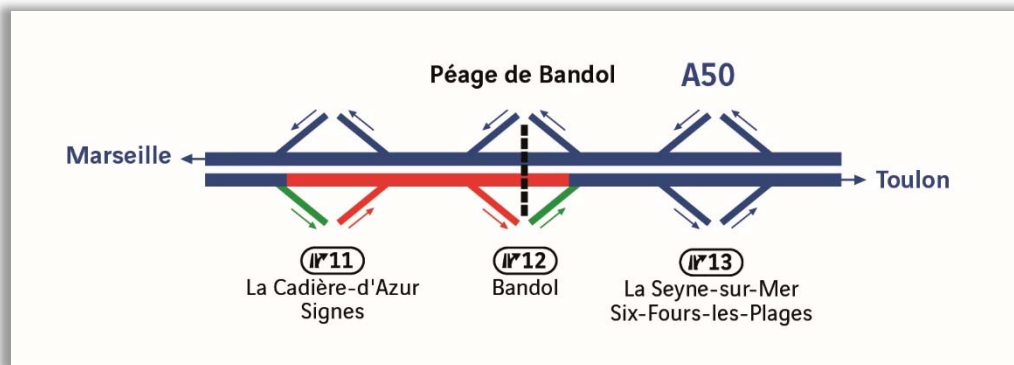 Péage de Bandol
A50
Marseille
Toulon
11
12
13
La Cadière-d'Azur
Signes
Bandol
La Seyne-sur-Mer
Six-Fours-les-Plages